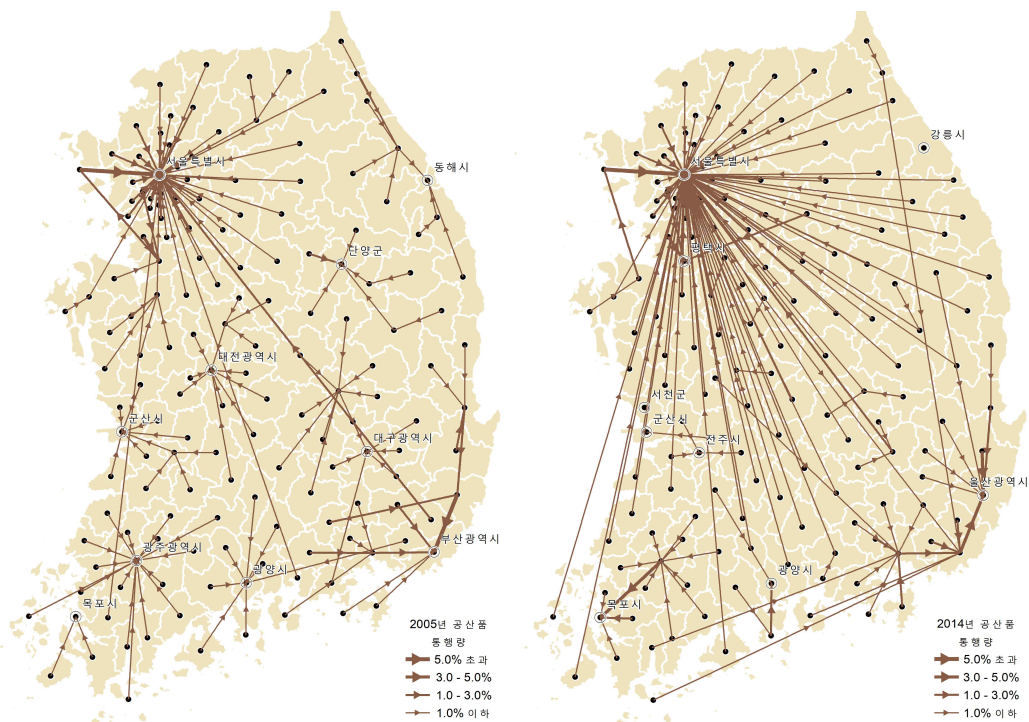 서울특별시
동해시
단양군
대전광역시
군산시
대구광역시
부산광역시
광주광역시
광양시
목포시
2005년 공산품
통행량
5.0% 초과
3.0 - 5.0%
1.0 - 3.0%
1.0% 이하
강릉시
서울특별시
평택시
서천군
군산시
전주시
울산광역시
광양시
목포시
2014년 공산품
통행량
5.0% 초과
3.0 - 5.0%
1.0 - 3.0%
1.0% 이하